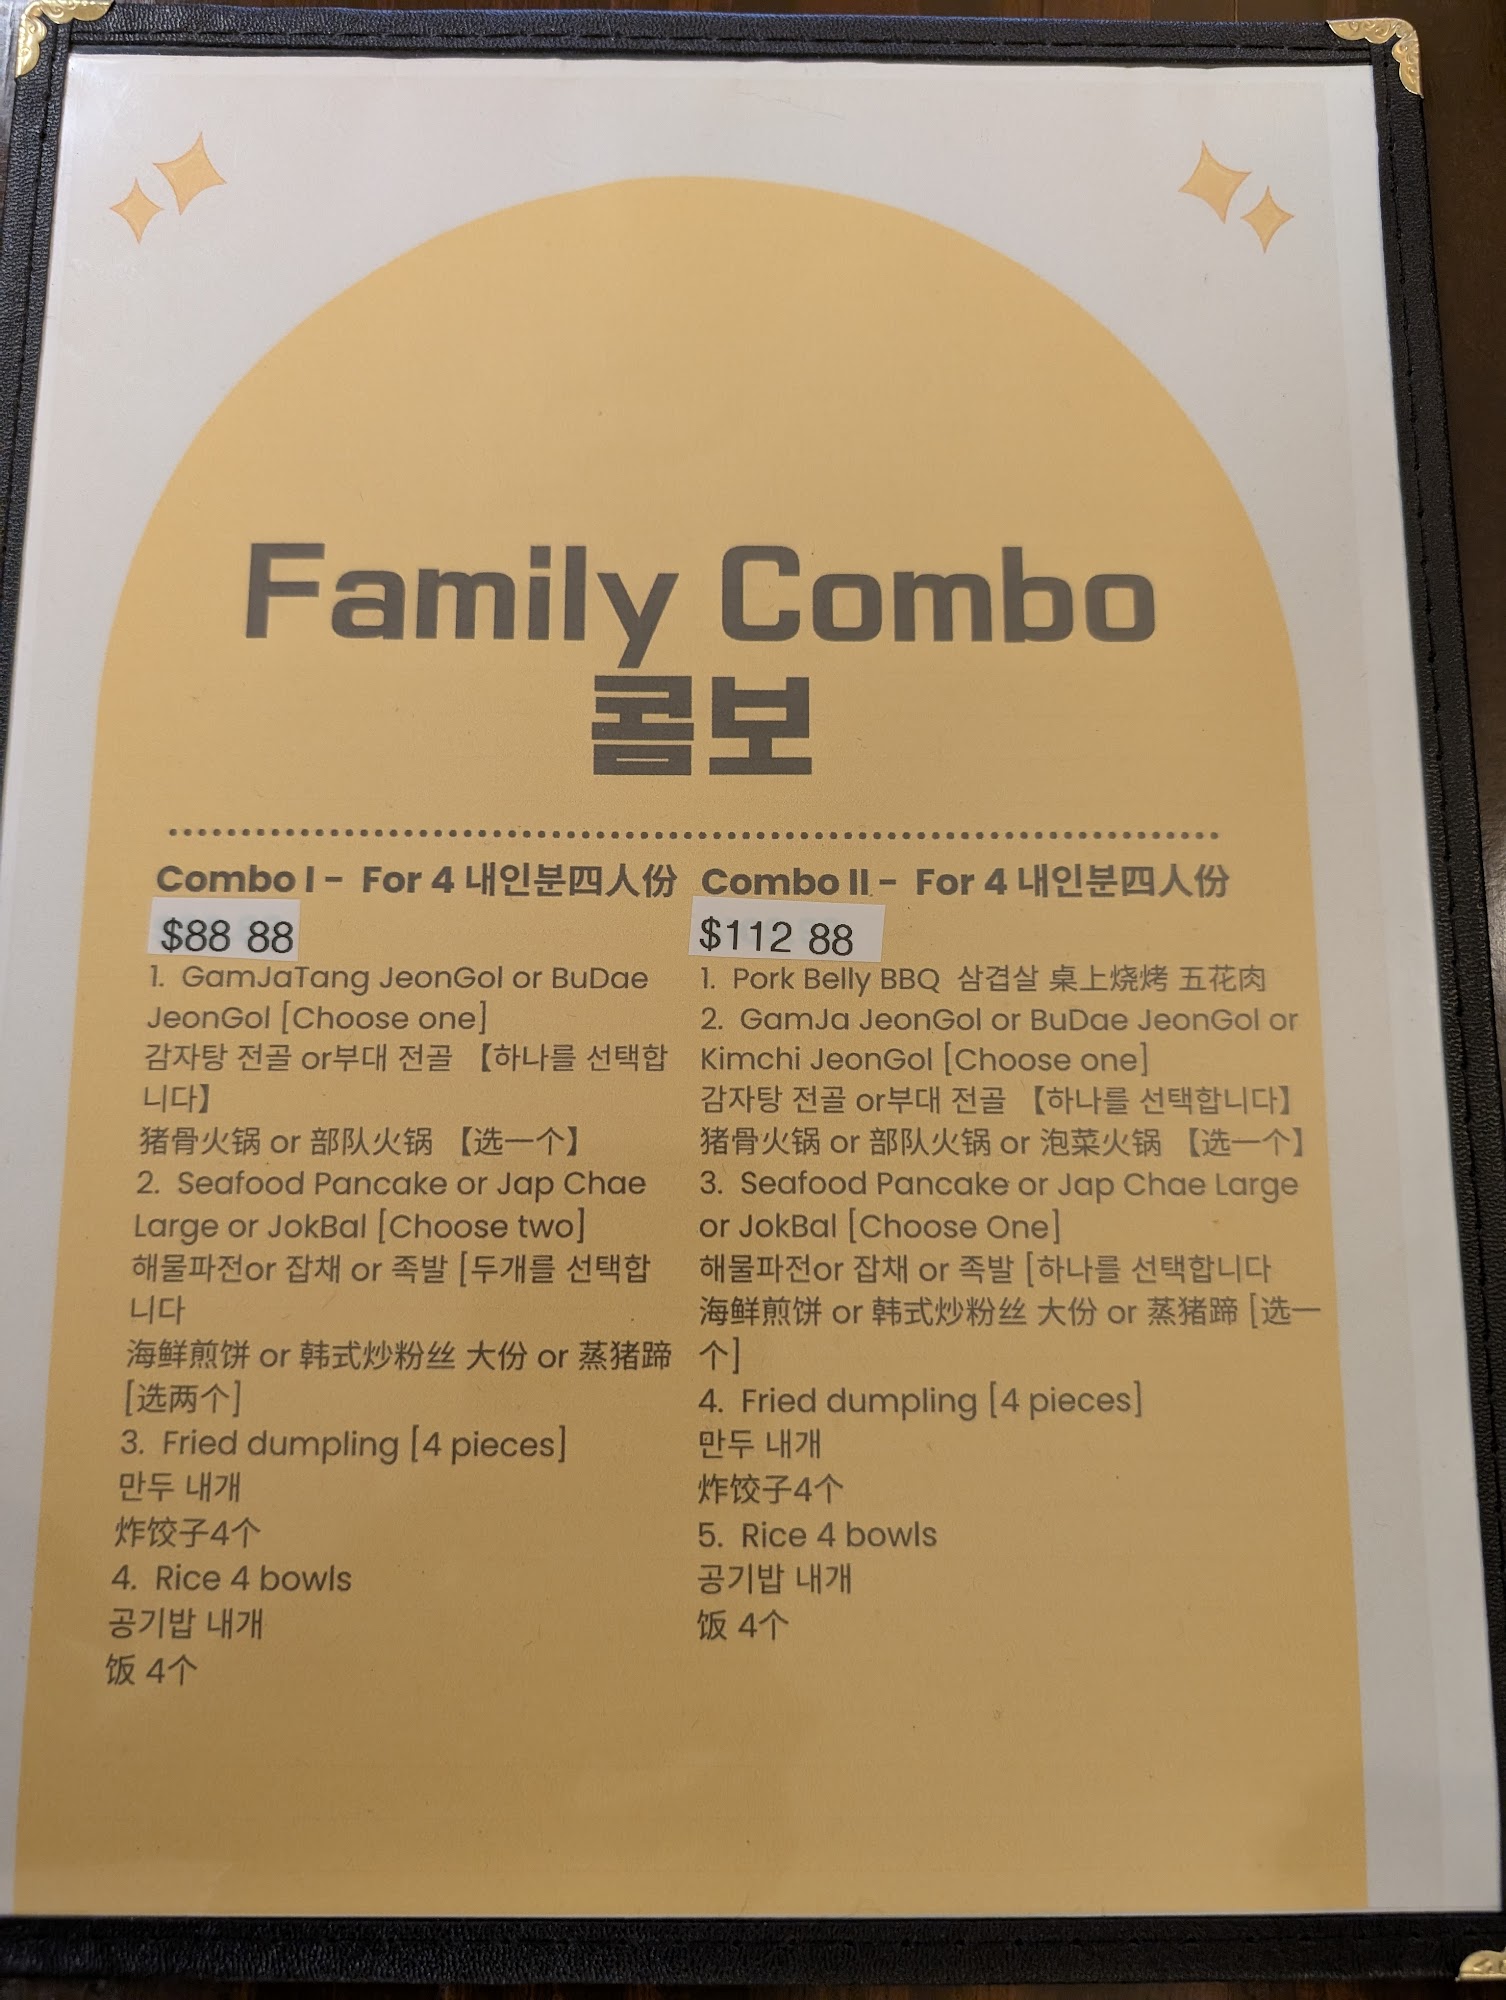 Family Combo
콤보
Combo I - For 4 내인분四人份
$88 88
1. GamJaTang JeonGol or BuDae
JeonGol [Choose one]
감자탕 전골 or부대 전골 【하나를 선택합
니다】
猪骨火锅 or 部队火锅 【选一个】
2. Seafood Pancake or Jap Chae
Large or JokBal [Choose two]
해물파전or 잡채 or 족발 [두개를 선택합
니다
海鲜煎饼 or 韩式炒粉丝 大份 or 蒸猪蹄
[选两个]
3. Fried dumpling [4 pieces]
만두 내개
炸饺子4个
4. Rice 4 bowls
공기밥 내개
饭 4个
Combo II - For 4 내인분四人份
$112 88
1. Pork Belly BBQ 삼겹살 桌上烧烤 五花肉
2. GamJa JeonGol or BuDae JeonGol or
Kimchi JeonGol [Choose one]
감자탕 전골 or부대 전골 【하나를 선택합니다】
猪骨火锅 or 部队火锅 or 泡菜火锅 【选一个】
3. Seafood Pancake or Jap Chae Large
or JokBal [Choose One]
해물파전or 잡채 or 족발 [하나를 선택합니다
海鲜煎饼 or 韩式炒粉丝 大份 or 蒸猪蹄 [选一
个]
4. Fried dumpling [4 pieces]
만두 내개
炸饺子4个
5. Rice 4 bowls
공기밥 내개
饭 4个